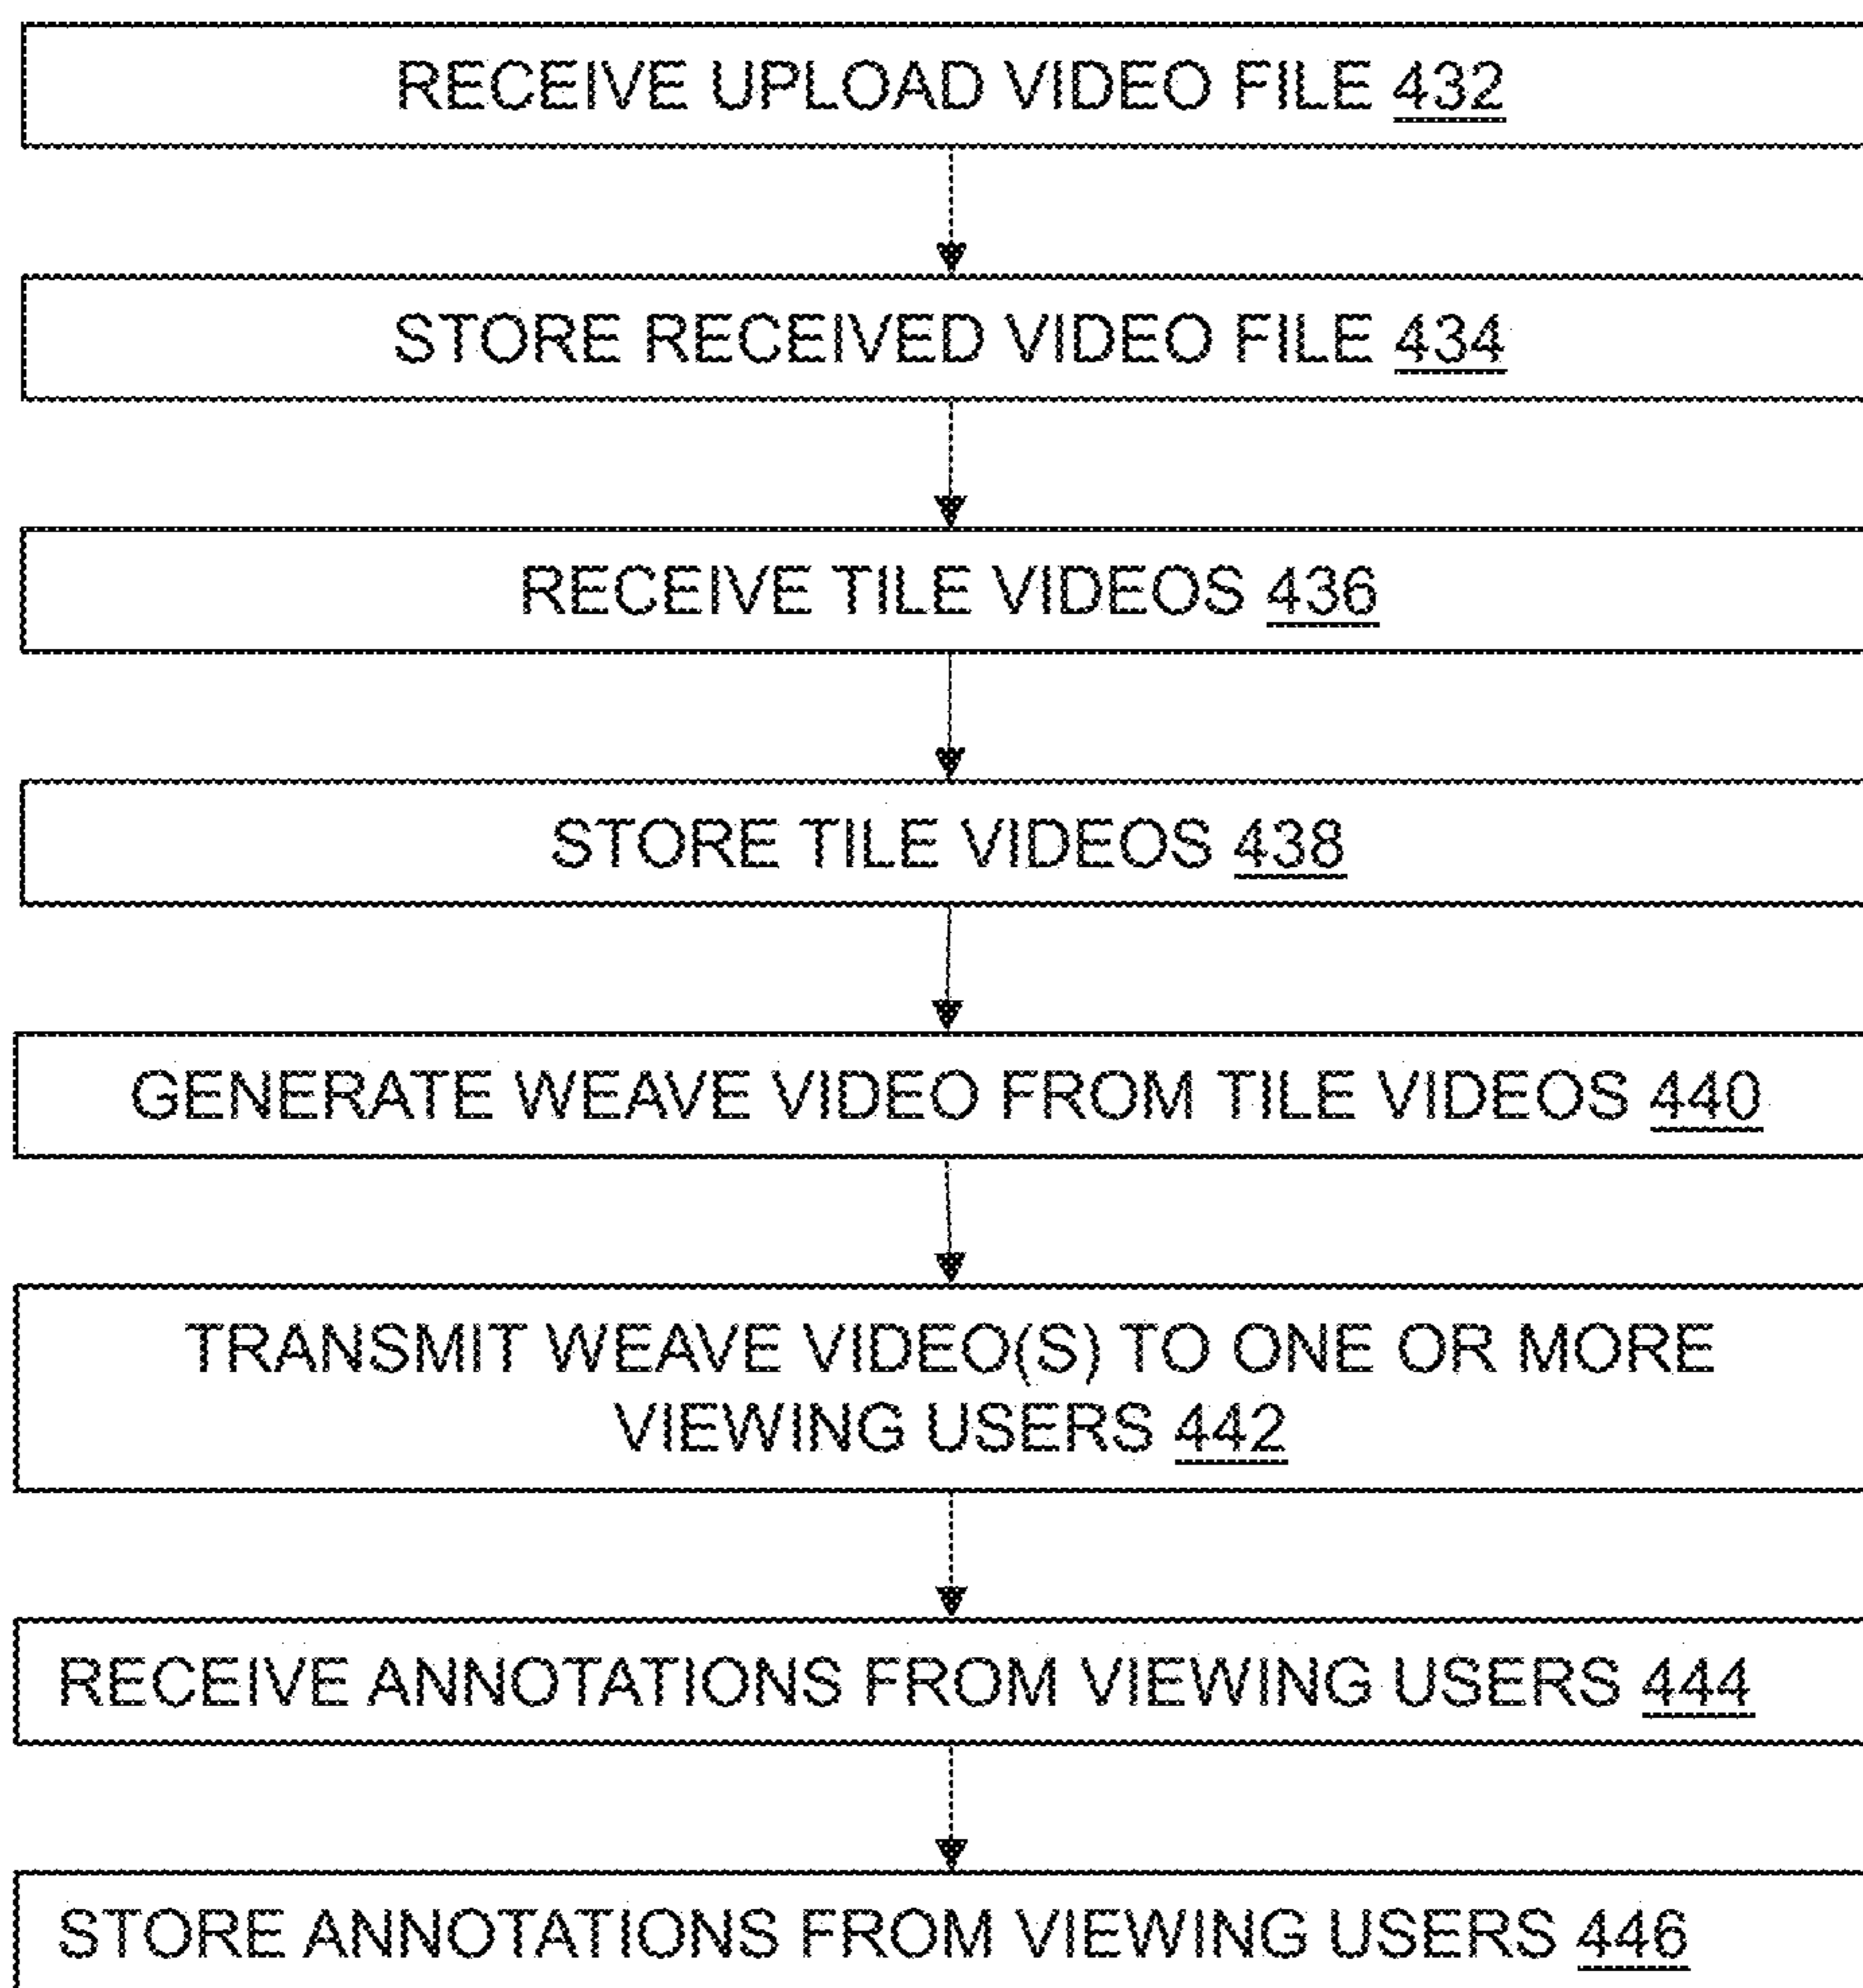 RECEIVE UPLOAD VIDEO FILE 432
STORE RECEIVED VIDEO FILE 434
RECEIVE TILE VIDEOS 436
STORE TILE VIDEOS 438
GENERATE WEAVE VIDEO FROM TILE VIDEOS 440
TRANSMIT WEAVE VIDEO(S) TO ONE OR MORE
VIEWING USERS 442
RECEIVE ANNOTATIONS FROM VIEWING USERS 444
STORE ANNOTATIONS FROM VIEWING USERS 446